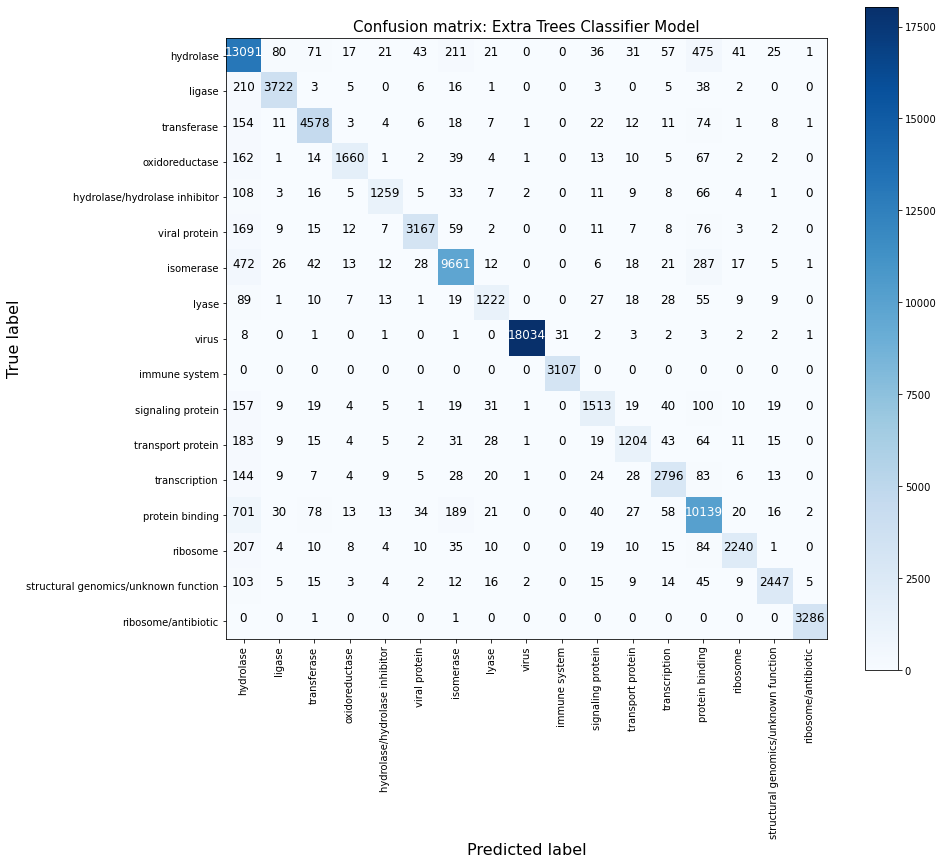 Confusion matrix: Extra Trees Classifier Model
hydrolase 13091 80 71 17 21 43 211 21 0 0 36 31 57 475 41 25 1
ligase 210 3722 3 5 0 6 16 1 0 0 3 0 5 38 2 0 0
transferase 154 11 4578 3 4 6 18 7 1 0 22 12 11 74 1 8 1
oxidoreductase 162 1 14 1660 1 2 39 4 1 0 13 10 5 67 2 2 0
hydrolase/hydrolase inhibitor 108 3 16 5 1259 5 33 7 2 0 11 9 8 66 4 1 0
viral protein 169 9 15 12 7 3167 59 2 0 0 11 7 8 76 3 2 0
isomerase 472 26 42 13 12 28 9661 12 0 0 6 18 21 287 17 5 1
lyase 89 1 10 7 13 1 19 1222 0 0 27 18 28 55 9 9 0
virus 8 0 1 0 1 0 1 0 18034 31 2 3 2 3 2 2 1
immune system 0 0 0 0 0 0 0 0 0 3107 0 0 0 0 0 0 0
signaling protein 157 9 19 4 5 1 19 31 1 0 1513 19 40 100 10 19 0
transport protein 183 9 15 4 5 2 31 28 1 0 19 1204 43 64 11 15 0
transcription 144 9 7 4 9 5 28 20 1 0 24 28 2796 83 6 13 0
protein binding 701 30 78 13 13 34 189 21 0 0 40 27 58 10139 20 16 2
ribosome 207 4 10 8 4 10 35 10 0 0 19 10 15 84 2240 1 0
structural genomics/unknown function 103 5 15 3 4 2 12 16 2 0 15 9 14 45 9 2447 5
ribosome/antibiotic 0 0 1 0 0 0 1 0 0 0 0 0 0 0 0 0 3286
True label
hydrolase
ligase
transferase
oxidoreductase
hydrolase/hydrolase inhibitor
viral protein
isomerase
lyase
virus
immune system
signaling protein
transport protein
transcription
protein binding
ribosome
structural genomics/unknown function
ribosome/antibiotic
Predicted label
17500
15000
12500
10000
7500
5000
2500
0